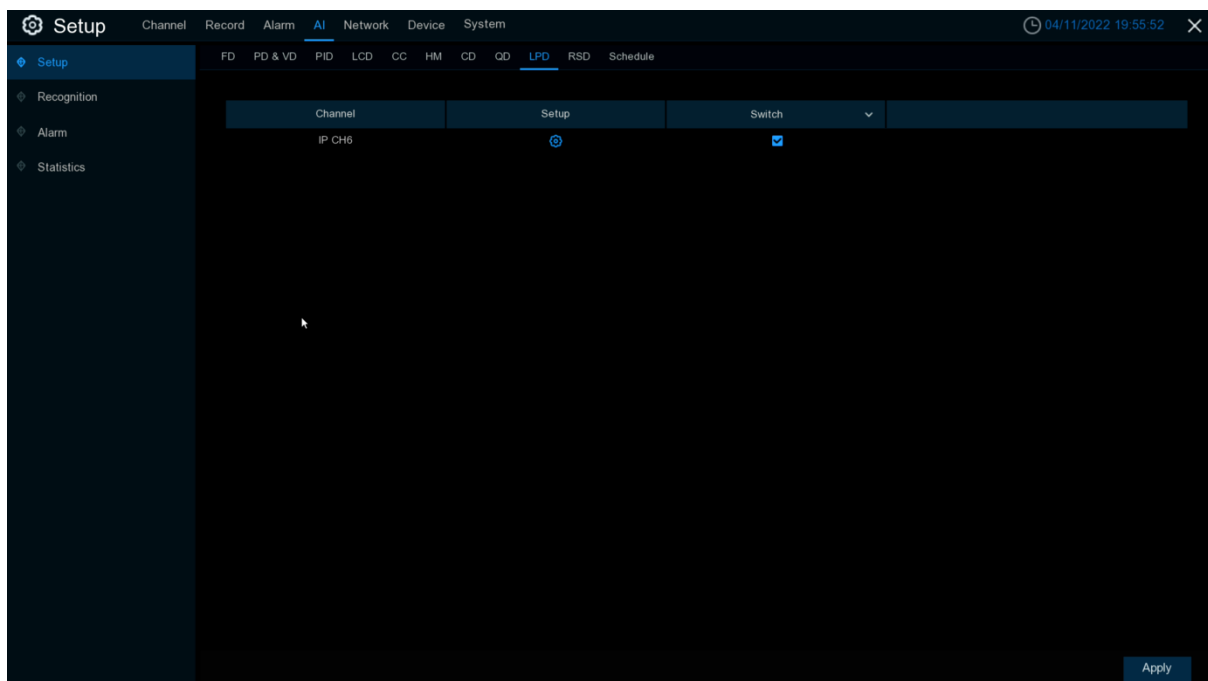 Setup Channel Record Alarm AI Network Device System 04/11/2022 19:55:52
Setup
Recognition
Alarm
Statistics
FD PD & VD PID LCD CC HM CD QD LPD RSD Schedule
Channel Setup Switch
IP CH6
Apply